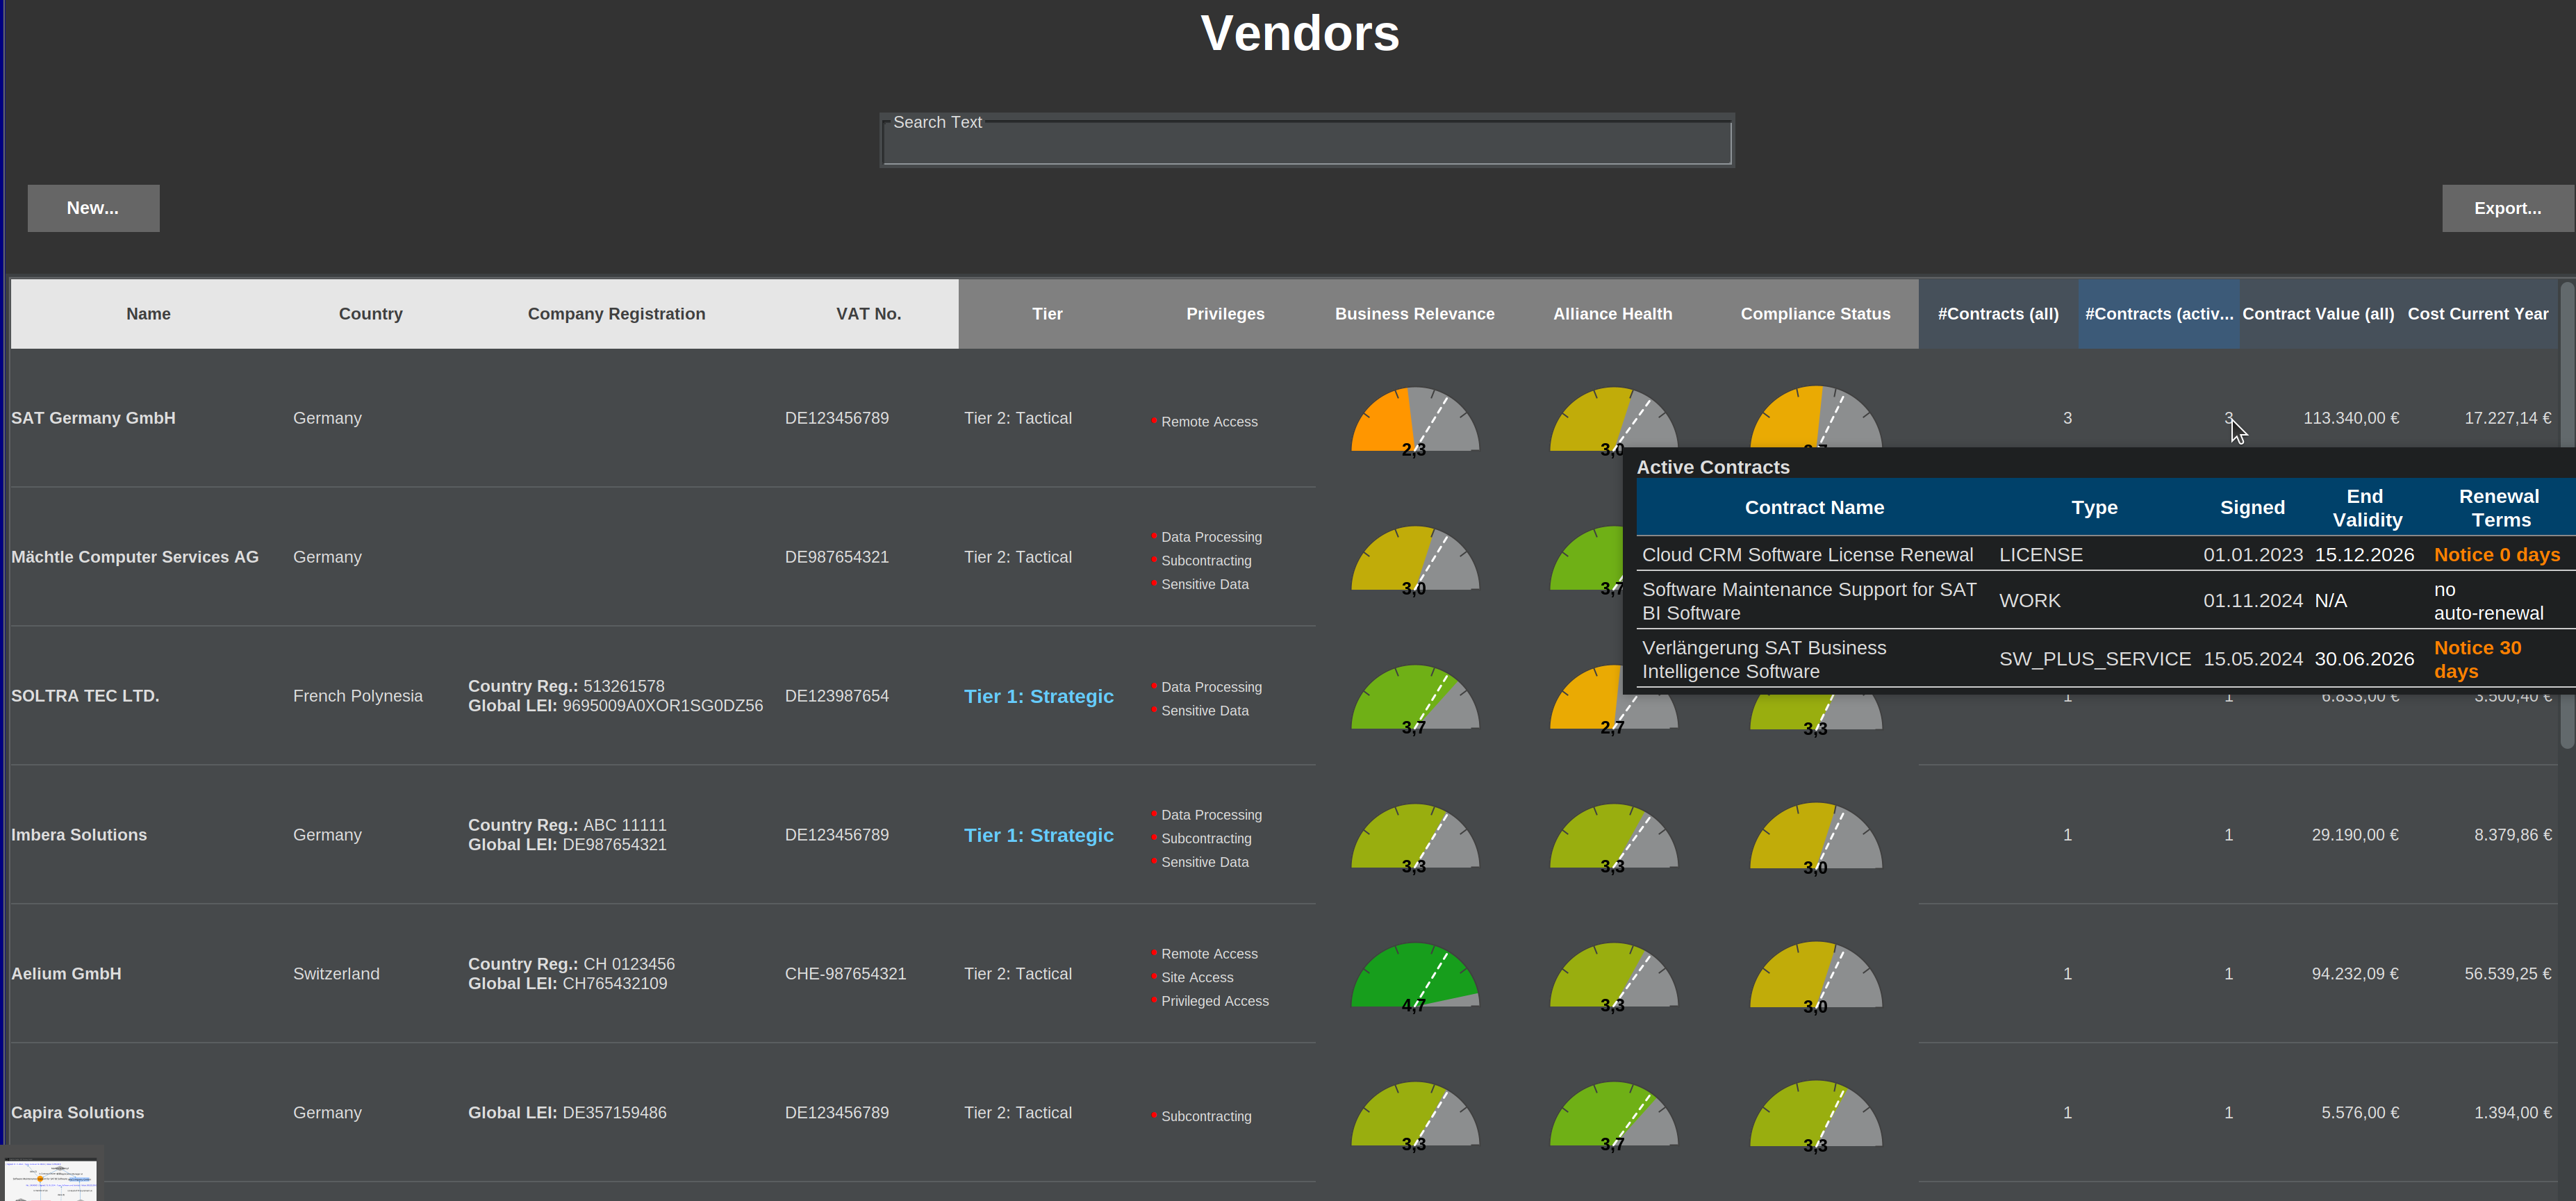 Vendors
Search Text
New...
Export...
Name Country Company Registration VAT No. Tier Privileges Business Relevance Alliance Health Compliance Status #Contracts (all) #Contracts (activ... Contract Value (all) Cost Current Year
SAT Germany GmbH Germany DE123456789 Tier 2: Tactical Remote Access 3 3 113.340,00 € 17.227,14 €
2,3 3,0
Active Contracts
Contract Name Type Signed End Validity Renewal Terms
Cloud CRM Software License Renewal LICENSE 01.01.2023 15.12.2026 Notice 0 days
Software Maintenance Support for SAT
BI Software WORK 01.11.2024 N/A no
auto-renewal
Verlängerung SAT Business
Intelligence Software SW_PLUS_SERVICE 15.05.2024 30.06.2026 Notice 30
days
Mächtle Computer Services AG Germany DE987654321 Tier 2: Tactical
Data Processing
Subcontracting
Sensitive Data
3,0 3,7
SOLTRA TEC LTD. French Polynesia
Country Reg.: 513261578
Global LEI: 9695009A0XOR1SG0DZ56
DE123987654 Tier 1: Strategic
Data Processing
Sensitive Data
3,7 2,7 3,3
1 1 6.833,00 € 3.500,40 €
Imbera Solutions Germany
Country Reg.: ABC 11111
Global LEI: DE987654321
DE123456789 Tier 1: Strategic
Data Processing
Subcontracting
Sensitive Data
3,3 3,3 3,0
1 1 29.190,00 € 8.379,86 €
Aelium GmbH Switzerland
Country Reg.: CH 0123456
Global LEI: CH765432109
CHE-987654321 Tier 2: Tactical
Remote Access
Site Access
Privileged Access
4,7 3,3 3,0
1 1 94.232,09 € 56.539,25 €
Capira Solutions Germany Global LEI: DE357159486 DE123456789 Tier 2: Tactical Subcontracting
3,3 3,7 3,3
1 1 5.576,00 € 1.394,00 €